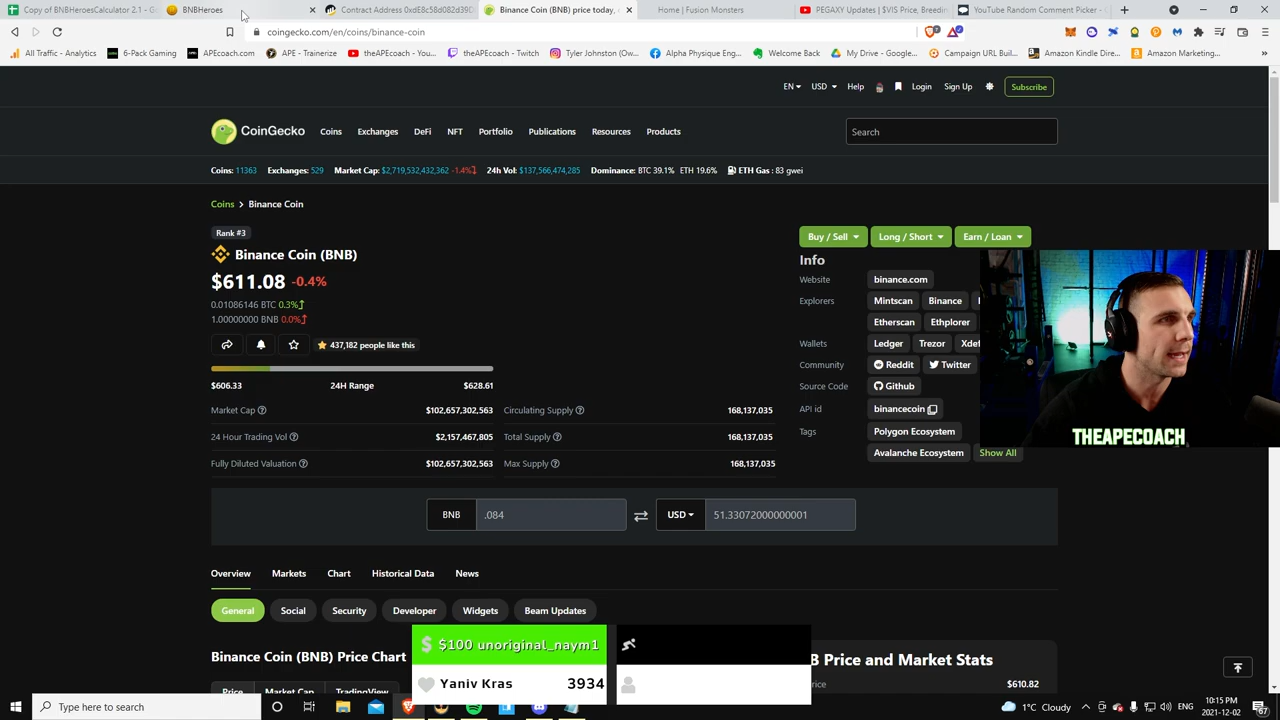 Copy of BNBHeroesCalculator 2.1 - G
BNBHeroes
Contract Address 0xdE8c58d082d39
Binance Coin (BNB) price today,
Home | Fusion Monsters
PEGAXY Updates | $VIS Price, Breedin
YouTube Random Comment Picker -
coingecko.com/en/coins/binance-coin
All Traffic - Analytics
6-Pack Gaming
APEcoach.com
APE - Trainerize
theAPEcoach - You...
theAPEcoach - Twitch
Tyler Johnston (Ow...
Alpha Physique Eng...
Welcome Back
My Drive - Google...
Campaign URL Buil...
Amazon Kindle Dire...
Amazon Marketing...
EN
USD
Help
Login
Sign Up
Subscribe
CoinGecko
Coins
Exchanges
DeFi
NFT
Portfolio
Publications
Resources
Products
Search
Coins: 11363
Exchanges: 529
Market Cap: $2,719,532,432,362 -1.4%
24h Vol: $137,566,474,285
Dominance: BTC 39.1% ETH 19.6%
ETH Gas: 83 gwei
Coins > Binance Coin
Rank #3
Binance Coin (BNB)
$611.08 -0.4%
0.01086146 BTC 0.3%
1.00000000 BNB 0.0%
437,182 people like this
$606.33
24H Range
$628.61
Market Cap
$102,657,302,563
Circulating Supply
168,137,035
24 Hour Trading Vol
$2,157,467,805
Total Supply
168,137,035
Fully Diluted Valuation
$102,657,302,563
Max Supply
168,137,035
Buy / Sell
Long / Short
Earn / Loan
Info
Website
binance.com
Explorers
Mintscan
Binance
Etherscan
Ethplorer
Wallets
Ledger
Trezor
Xdef
Community
Reddit
Twitter
Source Code
Github
API id
binancecoin
Tags
Polygon Ecosystem
Avalanche Ecosystem
Show All
THEAPECOACH
BNB
.084
USD
51.33072000000001
Overview
Markets
Chart
Historical Data
News
General
Social
Security
Developer
Widgets
Beam Updates
Binance Coin (BNB) Price Chart
Price
Market Cap
TradingView
$100 unoriginal_naym1
Yaniv Kras
3934
B Price and Market Stats
rice
$610.82
Type here to search
1°C Cloudy
ENG
10:15 PM
2021-12-02